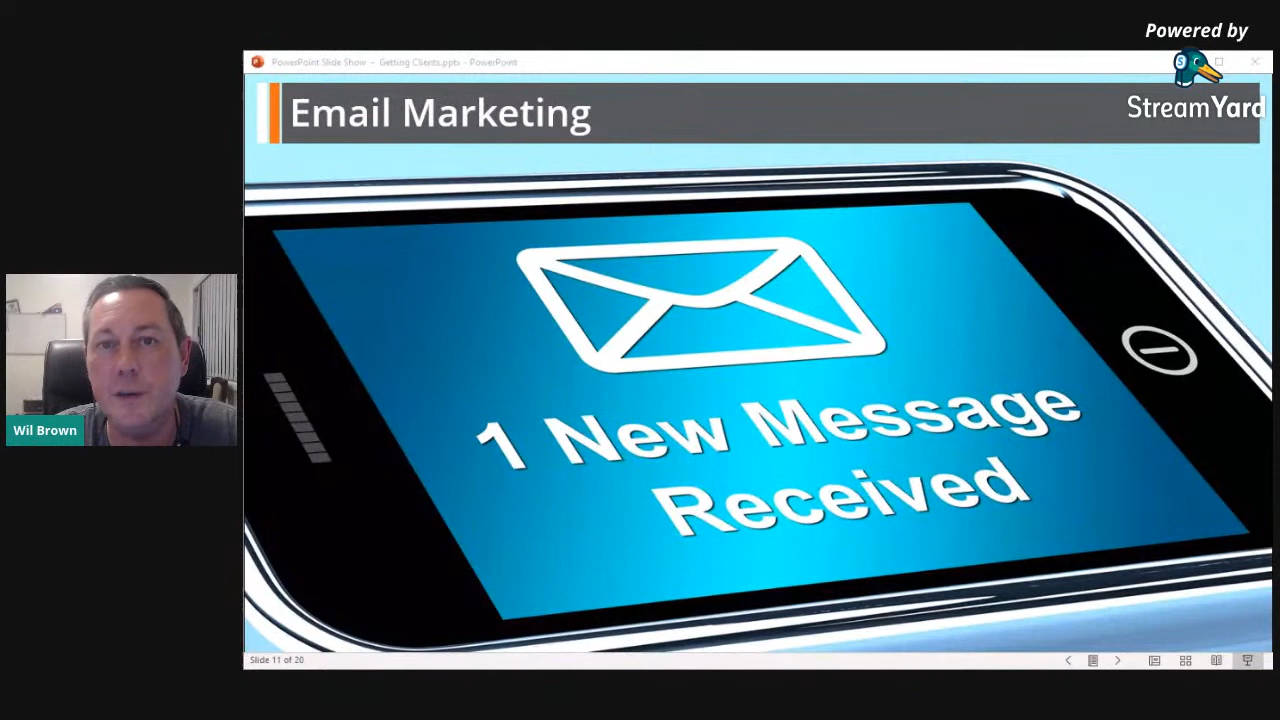 Powered by
StreamYard
PowerPoint Slide Show - Getting Clients.pptx - PowerPoint
Email Marketing
1 New Message
Received
Wil Brown
Slide 11 of 20